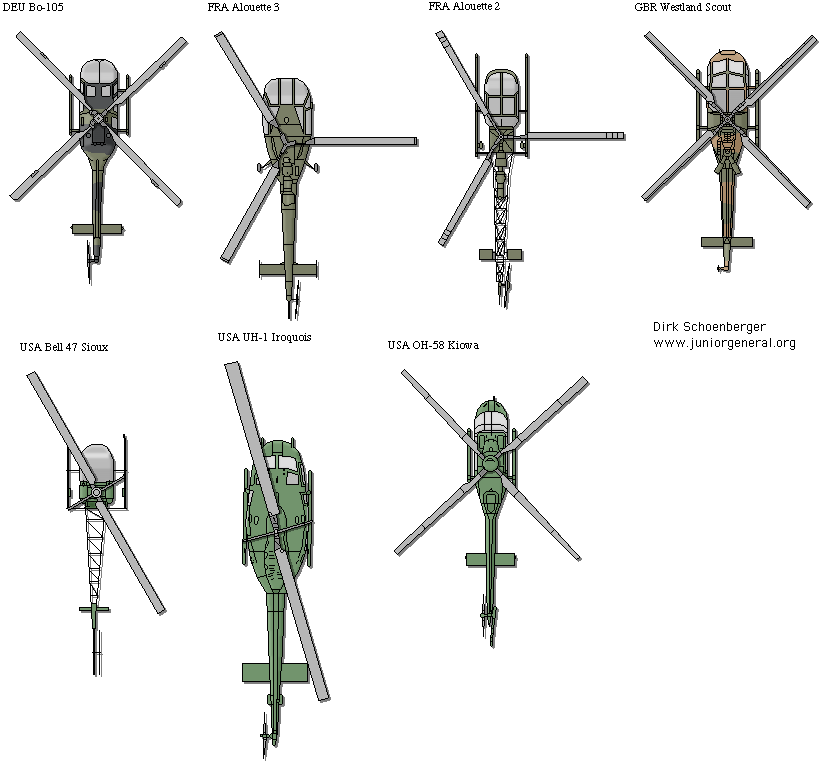 DEU Bo-105
FRA Alouette 3
FRA Alouette 2
GBR Westland Scout
Dirk Schoenberger
www.juniorgeneral.org
USA Bell 47 Sioux
USA UH-1 Iroquois
USA OH-58 Kiowa